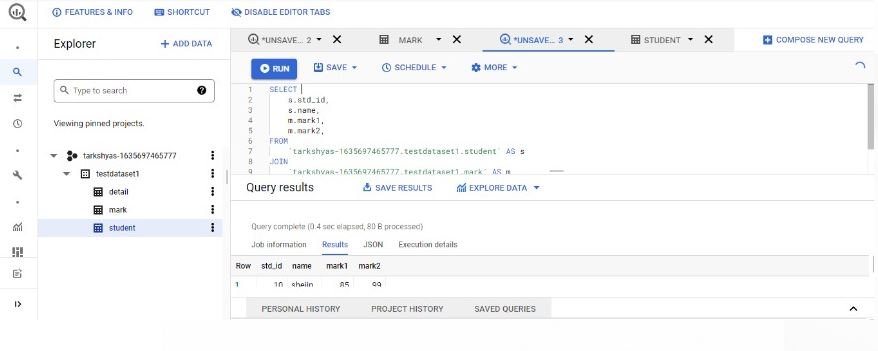 FEATURES & INFO SHORTCUT DISABLE EDITOR TABS
Explorer + ADD DATA
Type to search
Viewing pinned projects.
tarkshyas-1635697465777
testdataset1
detail
mark
student
*UNSAVE... 2 MARK *UNSAVE... 3 STUDENT COMPOSE NEW QUERY
RUN SAVE SCHEDULE MORE
1 SELECT
2 s.std_id,
3 s.name,
4 m.mark1,
5 m.mark2,
6 FROM
7 `tarkshyas-1635697465777.testdataset1.student` AS s
8 JOIN
9 `tarkshyas-1635697465777.testdataset1.mark` AS m
Query results SAVE RESULTS EXPLORE DATA
Query complete (0.4 sec elapsed, 80 B processed)
Job information Results JSON Execution details
Row std_id name mark1 mark2
1 10 shejin 85 99
PERSONAL HISTORY PROJECT HISTORY SAVED QUERIES